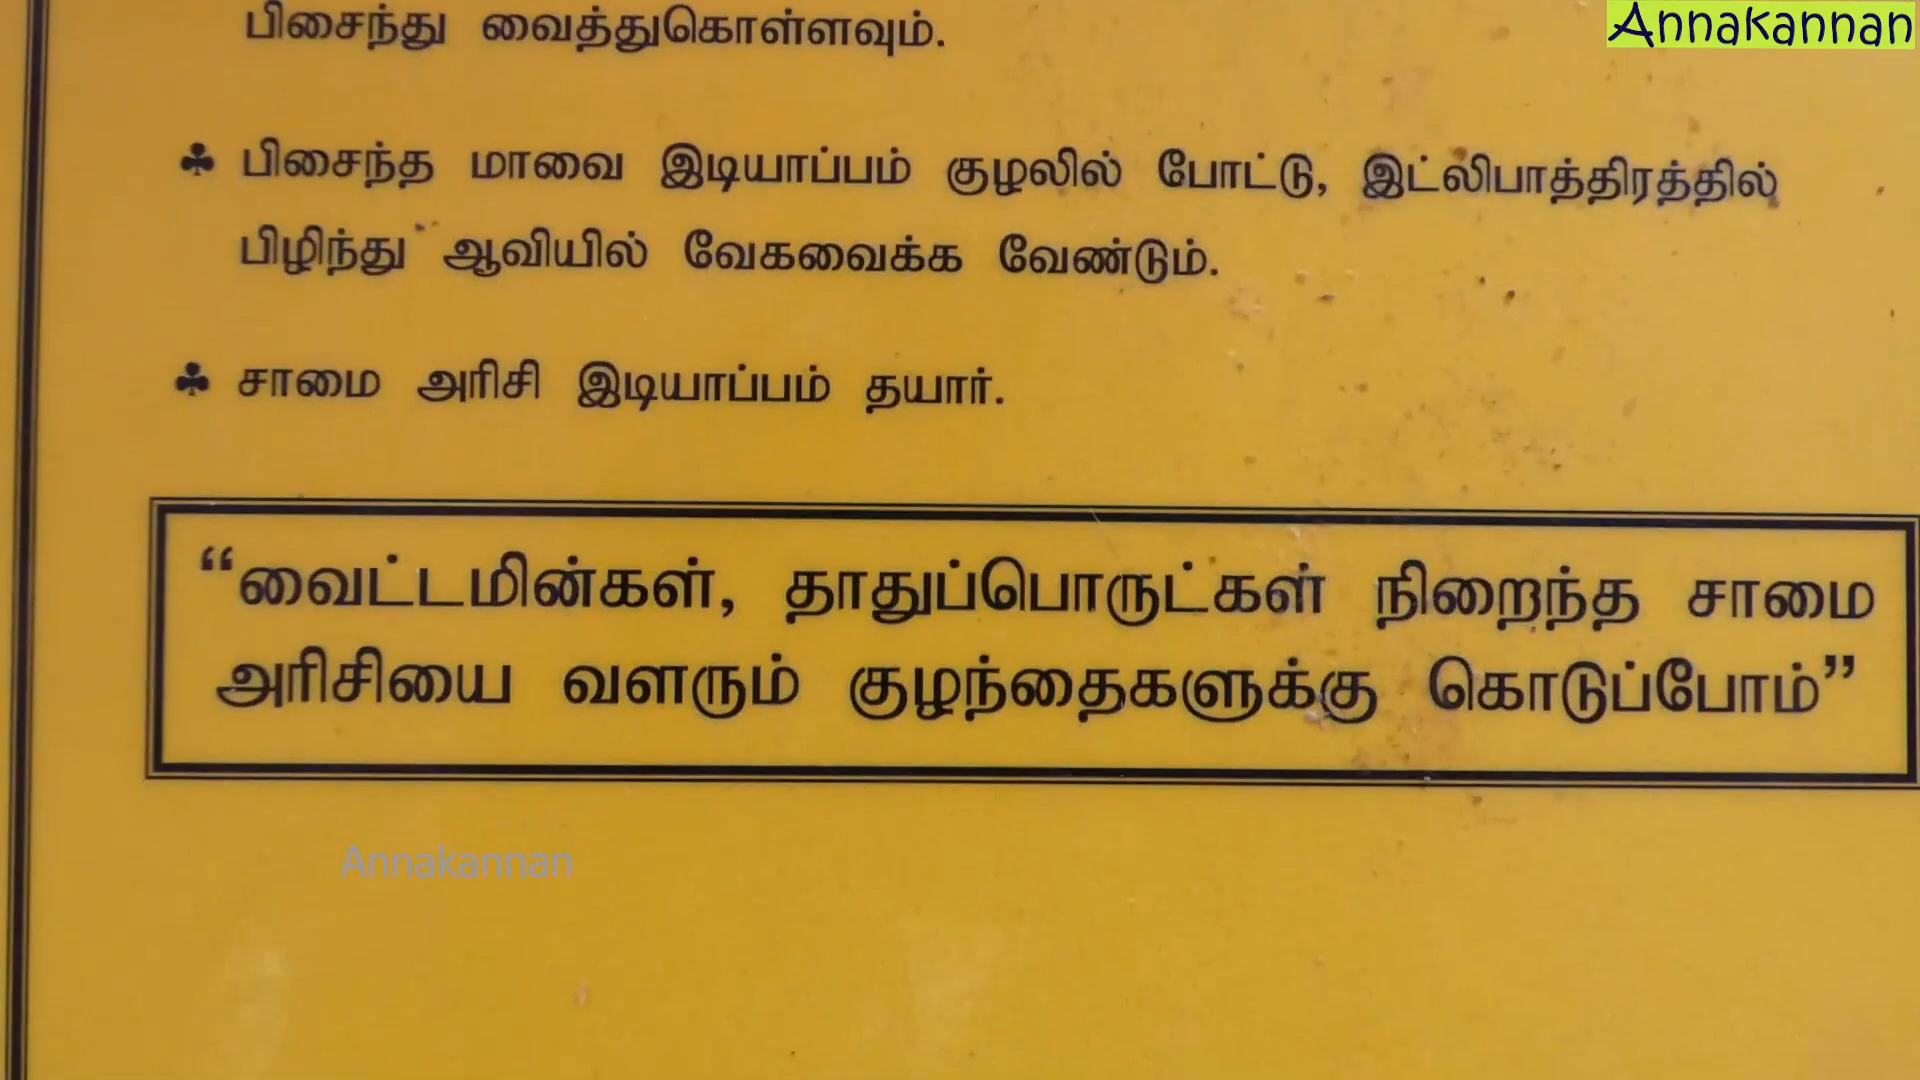 Annakannan
பிசைந்து வைத்துகொள்ளவும்.
♣ பிசைந்த மாவை இடியாப்பம் குழலில் போட்டு, இட்லிபாத்திரத்தில்
பிழிந்து ஆவியில் வேகவைக்க வேண்டும்.
♣ சாமை அரிசி இடியாப்பம் தயார்.
“வைட்டமின்கள், தாதுப்பொருட்கள் நிறைந்த சாமை
அரிசியை வளரும் குழந்தைகளுக்கு கொடுப்போம்”
Annakannan